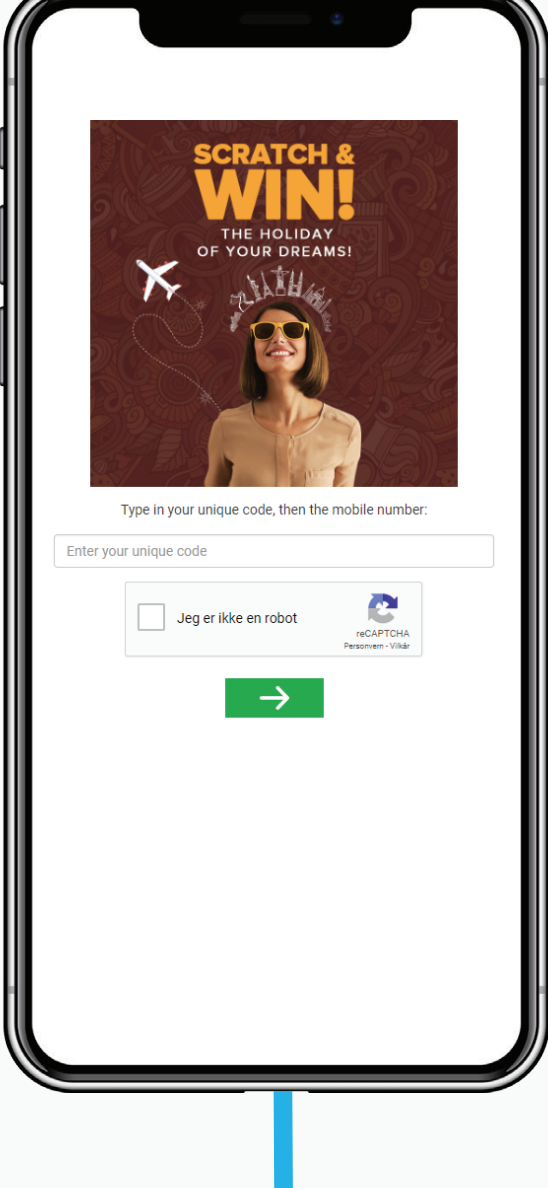 SCRATCH &
WIN!
THE HOLIDAY
OF YOUR DREAMS!
Type in your unique code, then the mobile number:
Enter your unique code
Jeg er ikke en robot
reCAPTCHA
Personvern - Vilkår